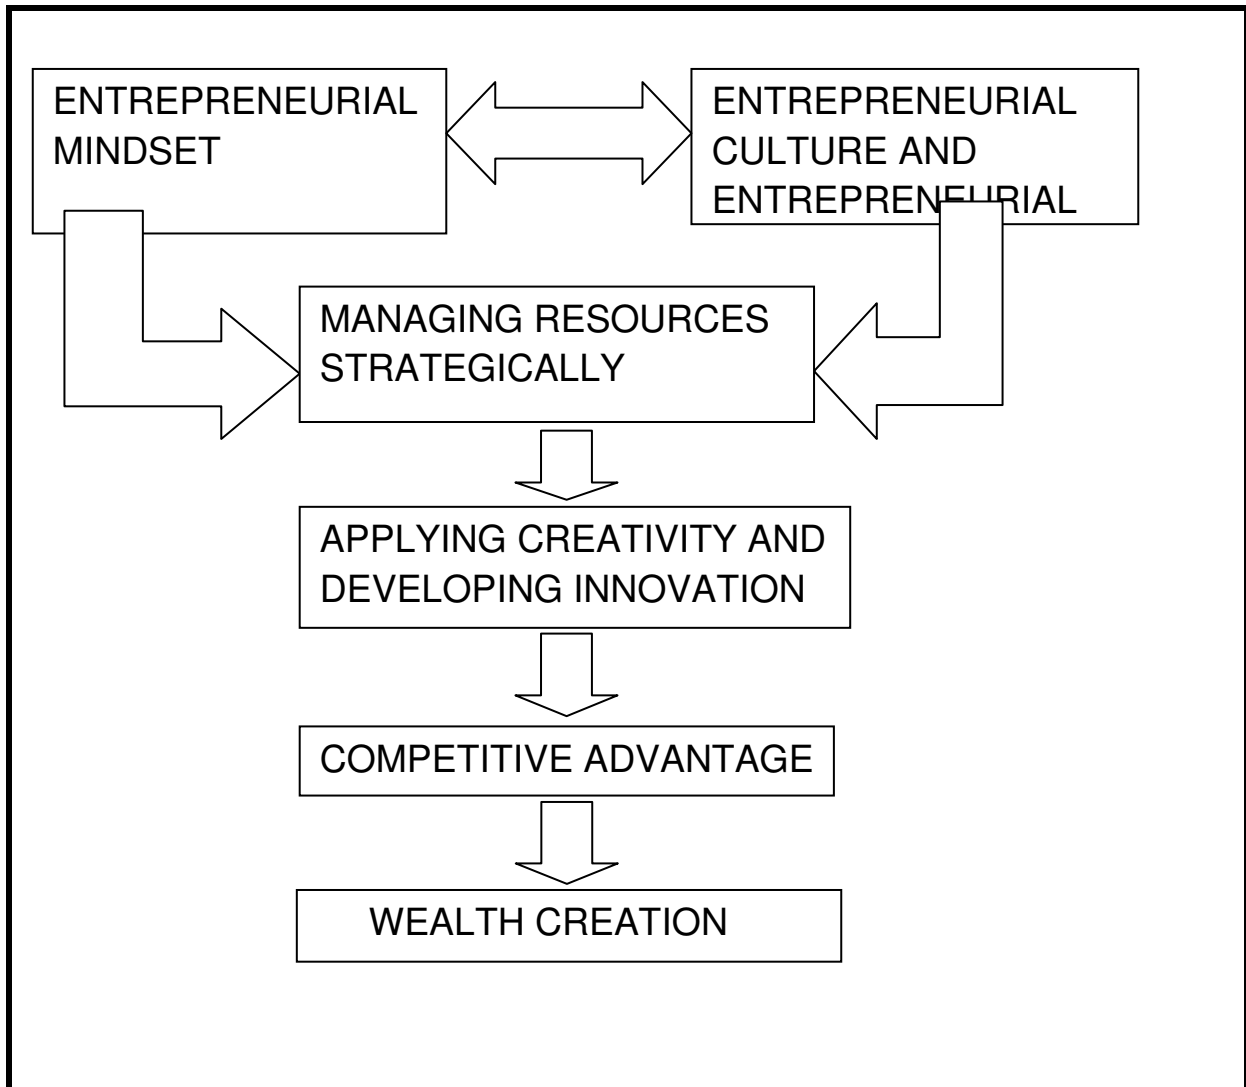 ENTREPRENEURIAL
MINDSET
ENTREPRENEURIAL
CULTURE AND
ENTREPRENEURIAL
MANAGING RESOURCES
STRATEGICALLY
APPLYING CREATIVITY AND
DEVELOPING INNOVATION
COMPETITIVE ADVANTAGE
WEALTH CREATION